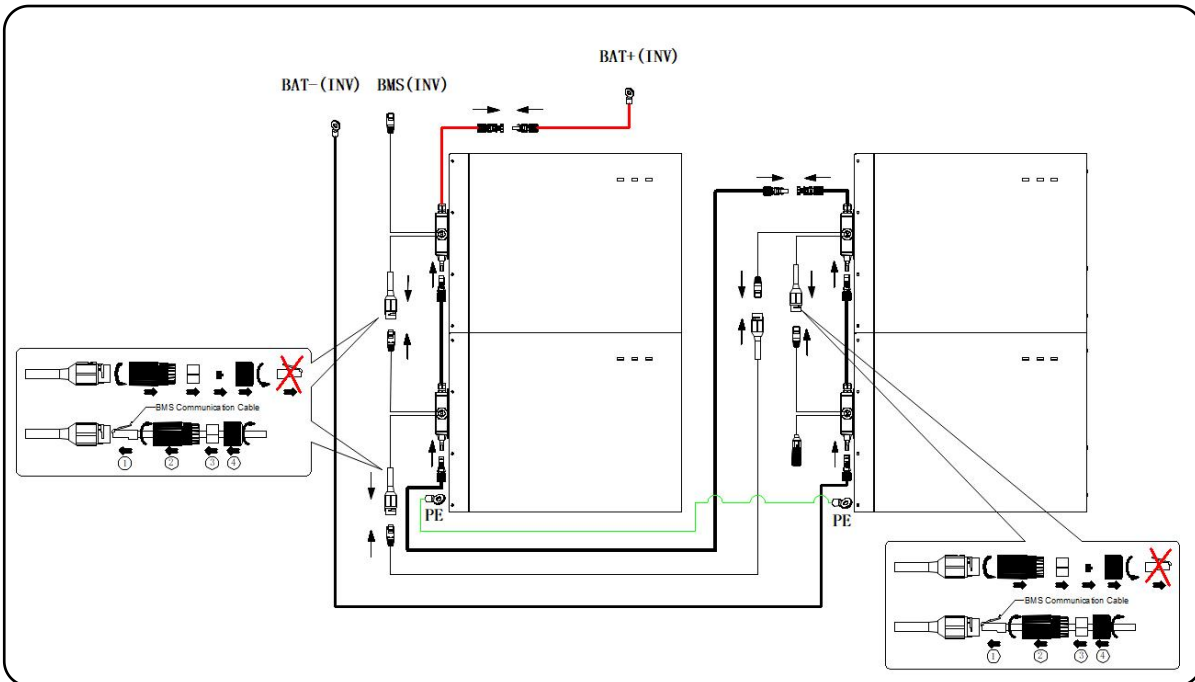 BAT+(INV)
BAT-(INV) BMS(INV)
BMS Communication Cable
① ② ③ ④
PE
PE
BMS Communication Cable
① ② ③ ④